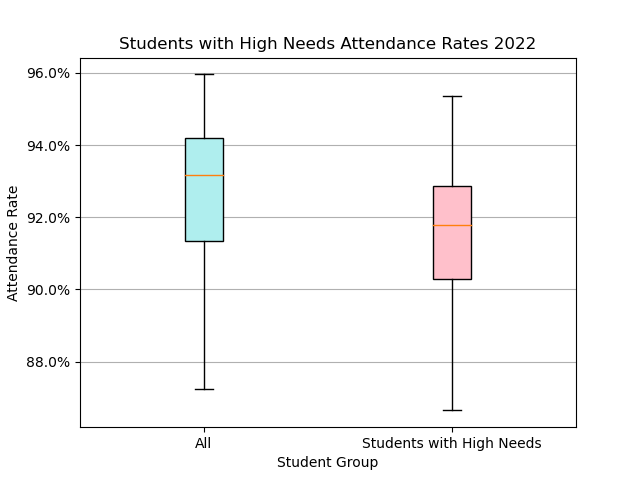 Students with High Needs Attendance Rates 2022
96.0%
94.0%
92.0%
90.0%
88.0%
Attendance Rate
All
Students with High Needs
Student Group